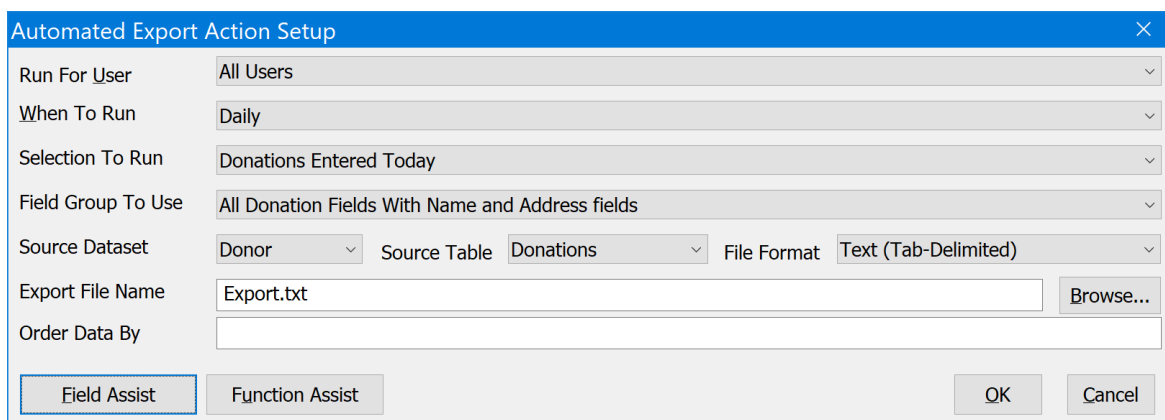 Automated Export Action Setup
Run For User All Users
When To Run Daily
Selection To Run Donations Entered Today
Field Group To Use All Donation Fields With Name and Address fields
Source Dataset Donor Source Table Donations File Format Text (Tab-Delimited)
Export File Name Export.txt Browse...
Order Data By
Field Assist Function Assist OK Cancel